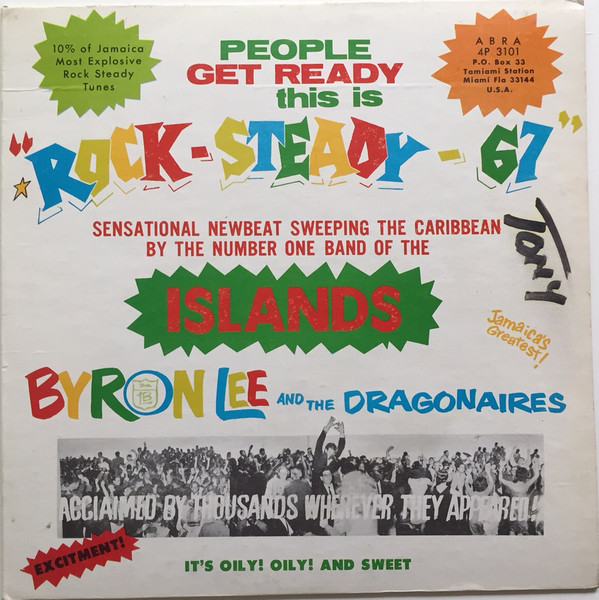 10% of Jamaica
Most Explosive
Rock Steady
Tunes
PEOPLE
GET READY
this is
ABRA
4P 3101
P.O. Box 33
Tamiami Station
Miami Fla 33144
U.S.A.
"ROCK-STEADY-67"
SENSATIONAL NEWBEAT SWEEPING THE CARIBBEAN
BY THE NUMBER ONE BAND OF THE
Tony
ISLANDS
Jamaica's
Greatest!
BYRON LEE AND THE DRAGONAIRES
ACCLAIMED BY THOUSANDS WHEREVER THEY APPEARED!
EXCITMENT!
IT'S OILY! OILY! AND SWEET